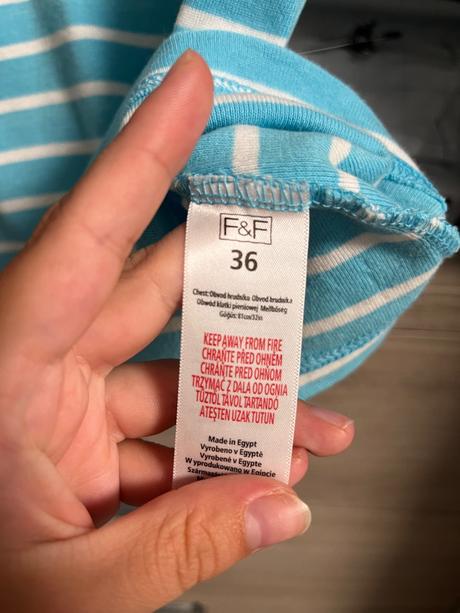 F&F
36
Chest: Obvod hrudníka Obvod hrudníka
Obwód klatki piersiowej Mellbőség
Göğüs: 81cm/32in
KEEP AWAY FROM FIRE
CHRAŇTE PŘED OHNĚM
CHRÁŇTE PRED OHŇOM
TRZYMAĆ Z DALA OD OGNIA
TŰZTŐL TÁVOL TARTANDÓ
ATEŞTEN UZAK TUTUN
Made in Egypt
Vyrobeno v Egyptě
Vyrobené v Egypte
Wyprodukowano w Egipcie